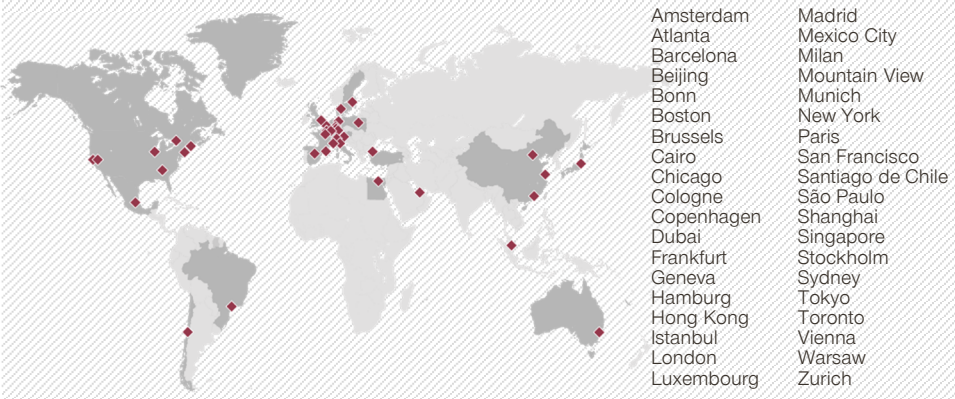 Amsterdam
Atlanta
Barcelona
Beijing
Bonn
Boston
Brussels
Cairo
Chicago
Cologne
Copenhagen
Dubai
Frankfurt
Geneva
Hamburg
Hong Kong
Istanbul
London
Luxembourg
Madrid
Mexico City
Milan
Mountain View
Munich
New York
Paris
San Francisco
Santiago de Chile
São Paulo
Shanghai
Singapore
Stockholm
Sydney
Tokyo
Toronto
Vienna
Warsaw
Zurich